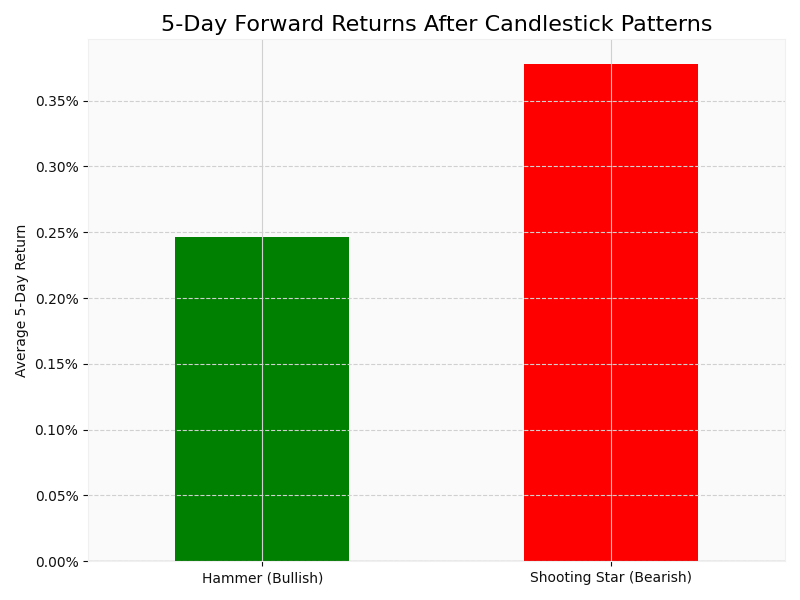 5-Day Forward Returns After Candlestick Patterns
Average 5-Day Return
0.35%
0.30%
0.25%
0.20%
0.15%
0.10%
0.05%
0.00%
Hammer (Bullish)
Shooting Star (Bearish)